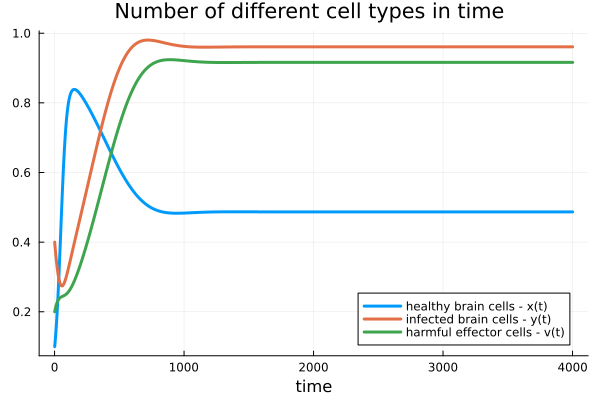 Number of different cell types in time
1.0
0.8
0.6
0.4
0.2
healthy brain cells - x(t)
infected brain cells - y(t)
harmful effector cells - v(t)
0 1000 2000 3000 4000
time